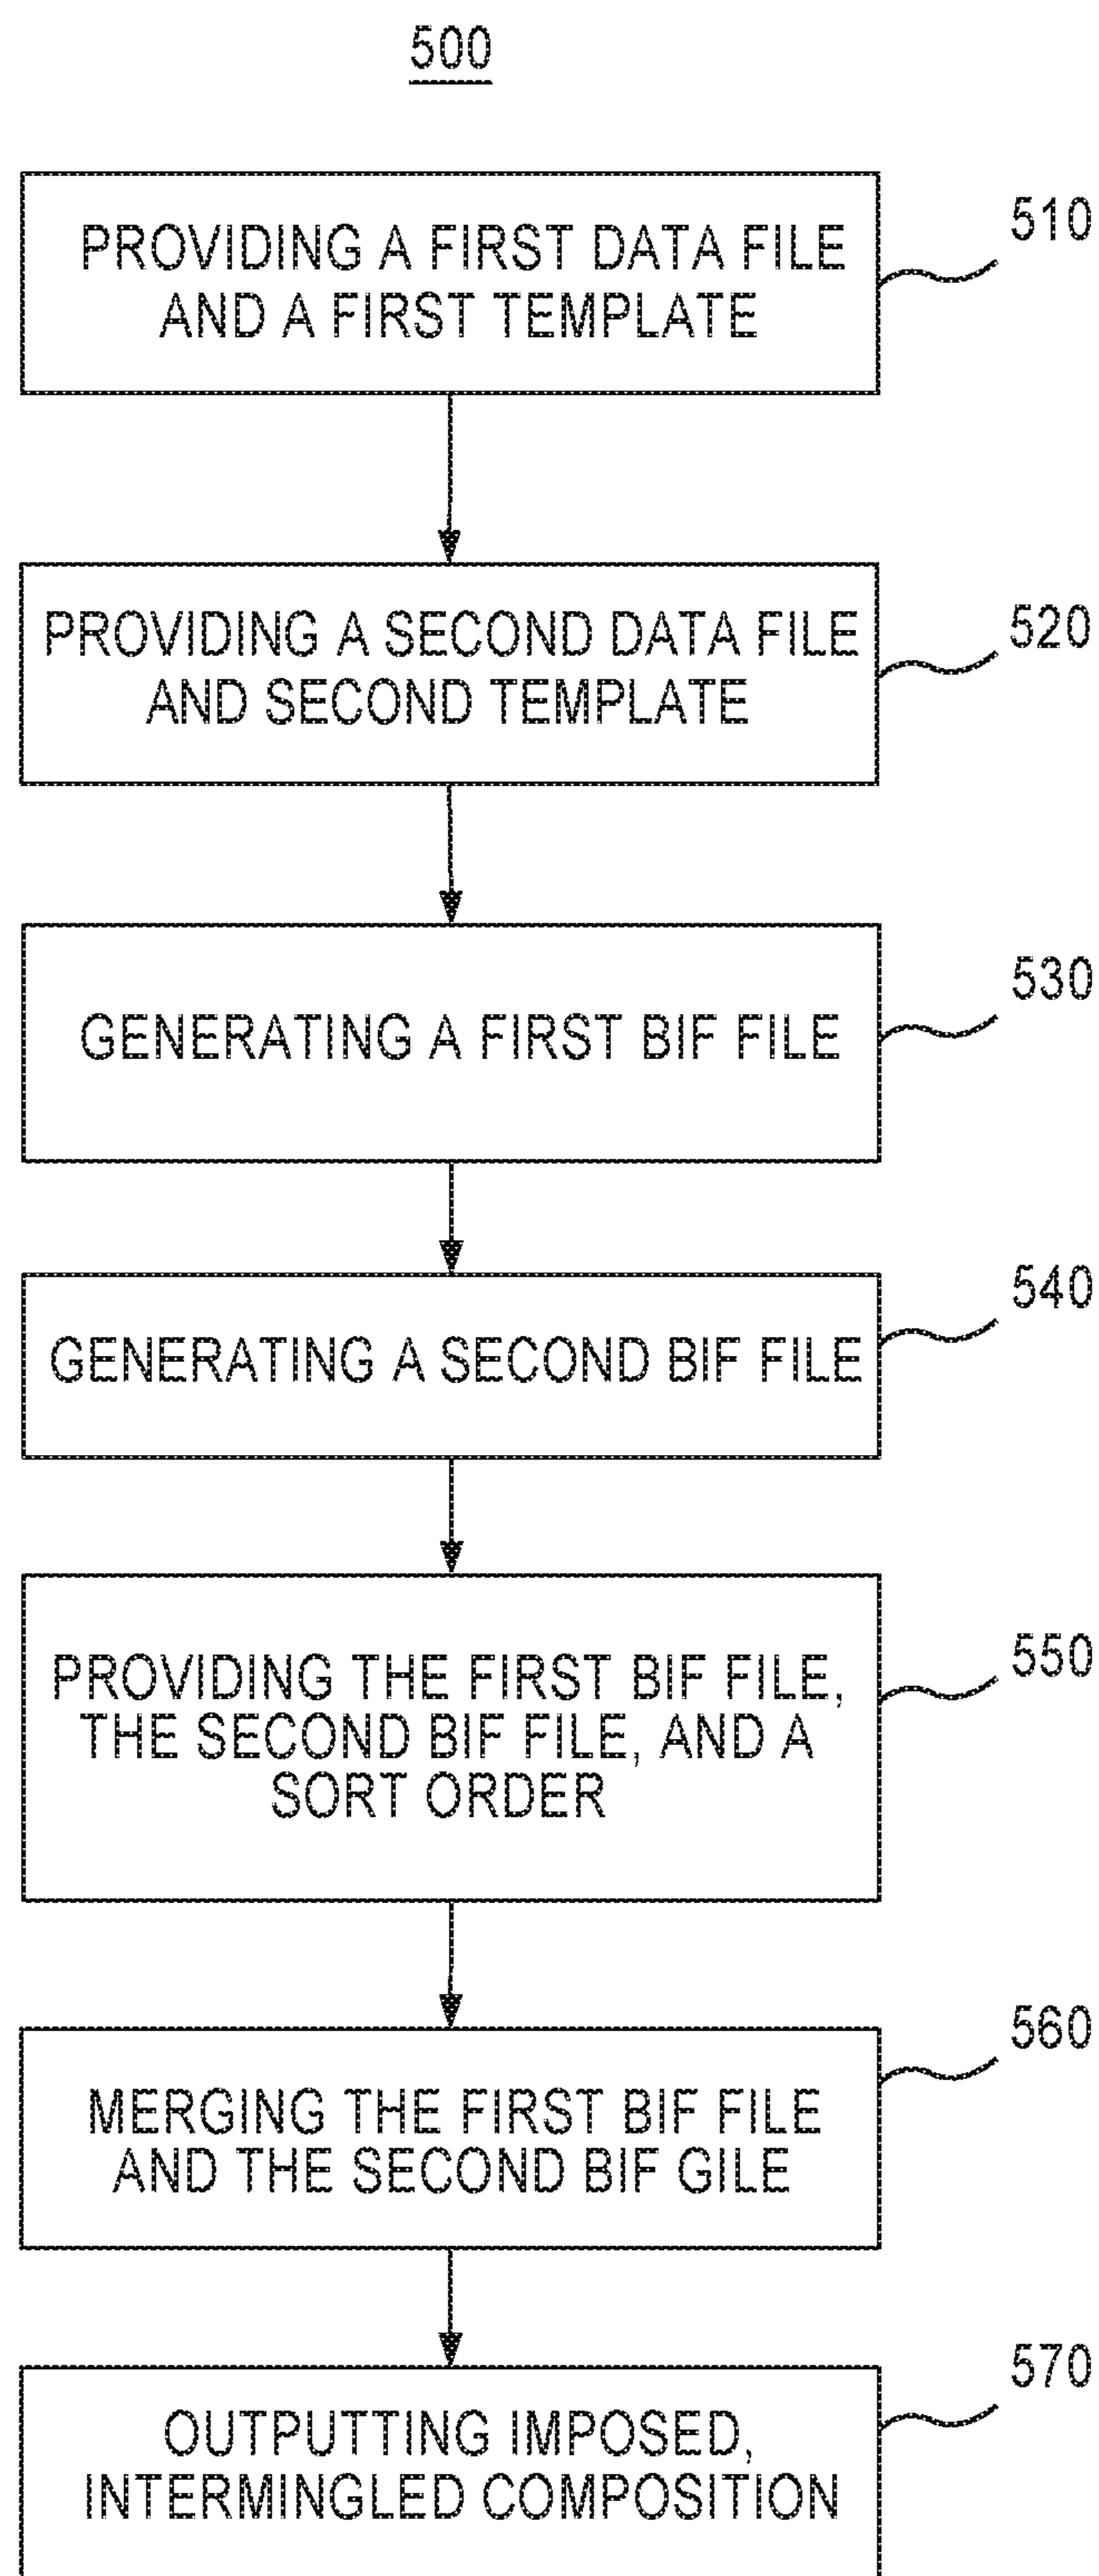 500
PROVIDING A FIRST DATA FILE
AND A FIRST TEMPLATE
510
PROVIDING A SECOND DATA FILE
AND SECOND TEMPLATE
520
GENERATING A FIRST BIF FILE
530
GENERATING A SECOND BIF FILE
540
PROVIDING THE FIRST BIF FILE,
THE SECOND BIF FILE, AND A
SORT ORDER
550
MERGING THE FIRST BIF FILE
AND THE SECOND BIF GILE
560
OUTPUTTING IMPOSED,
INTERMINGLED COMPOSITION
570